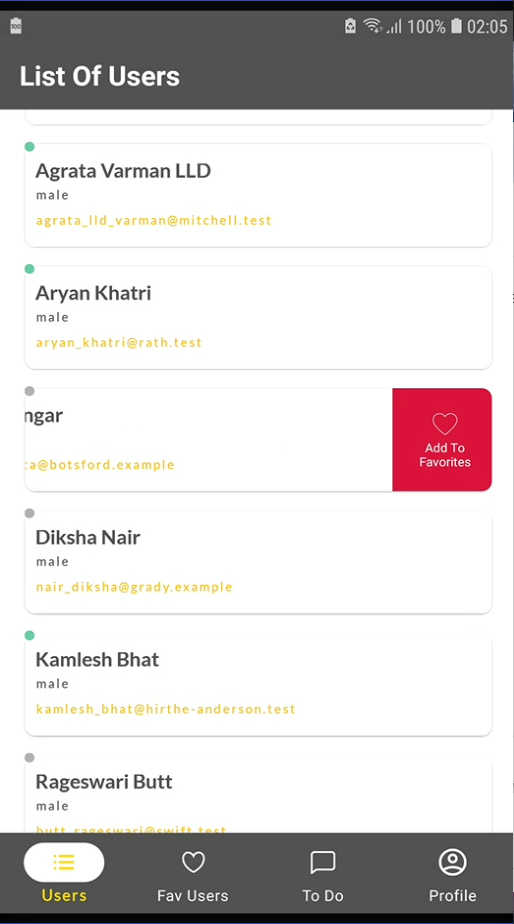 100% 02:05
List Of Users
Agrata Varman LLD
male
agrata_lld_varman@mitchell.test
Aryan Khatri
male
aryan_khatri@rath.test
ngar
ta@botsford.example
Add To
Favorites
Diksha Nair
male
nair_diksha@grady.example
Kamlesh Bhat
male
kamlesh_bhat@hirthe-anderson.test
Rageswari Butt
male
butt_rageswari@swift.test
Users
Fav Users
To Do
Profile